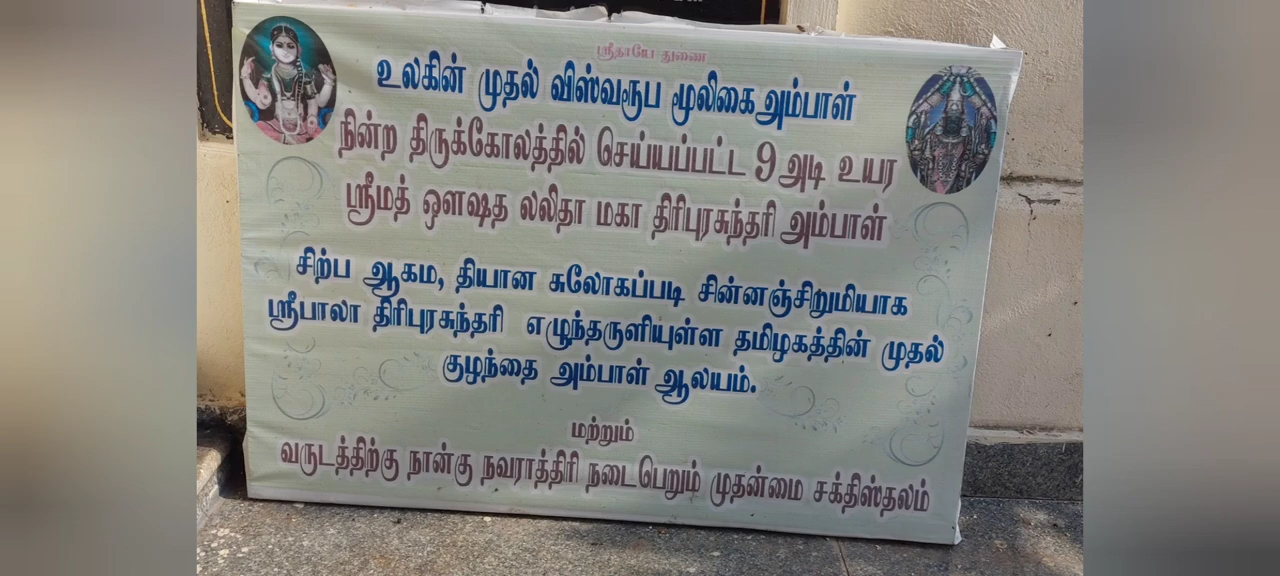 ஸ்ரீதாயே துணை
உலகின் முதல் விஸ்வரூப மூலிகை அம்பாள்
நின்ற திருக்கோலத்தில் செய்யப்பட்ட 9 அடி உயர
ஸ்ரீமத் ஔஷத லலிதா மகா திரிபுரசுந்தரி அம்பாள்
சிற்ப ஆகம, தியான சுலோகப்படி சின்னஞ்சிறுமியாக
ஸ்ரீபாலா திரிபுரசுந்தரி எழுந்தருளியுள்ள தமிழகத்தின் முதல்
குழந்தை அம்பாள் ஆலயம்.
மற்றும்
வருடத்திற்கு நான்கு நவராத்திரி நடைபெறும் முதன்மை சக்திஸ்தலம்